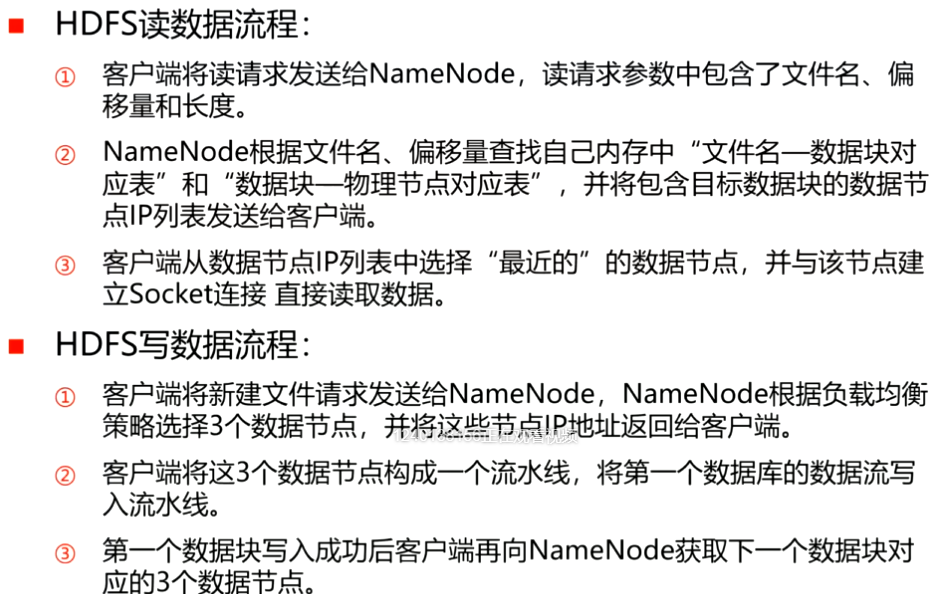 ■ HDFS读数据流程：
① 客户端将读请求发送给NameNode，读请求参数中包含了文件名、偏
移量和长度。
② NameNode根据文件名、偏移量查找自己内存中“文件名—数据块对
应表”和“数据块—物理节点对应表”，并将包含目标数据块的数据节
点IP列表发送给客户端。
③ 客户端从数据节点IP列表中选择“最近的”的数据节点，并与该节点建
立Socket连接 直接读取数据。
■ HDFS写数据流程：
① 客户端将新建文件请求发送给NameNode，NameNode根据负载均衡
策略选择3个数据节点，并将这些节点IP地址返回给客户端。
正在观看视频
② 客户端将这3个数据节点构成一个流水线，将第一个数据库的数据流写
入流水线。
③ 第一个数据块写入成功后客户端再向NameNode获取下一个数据块对
应的3个数据节点。